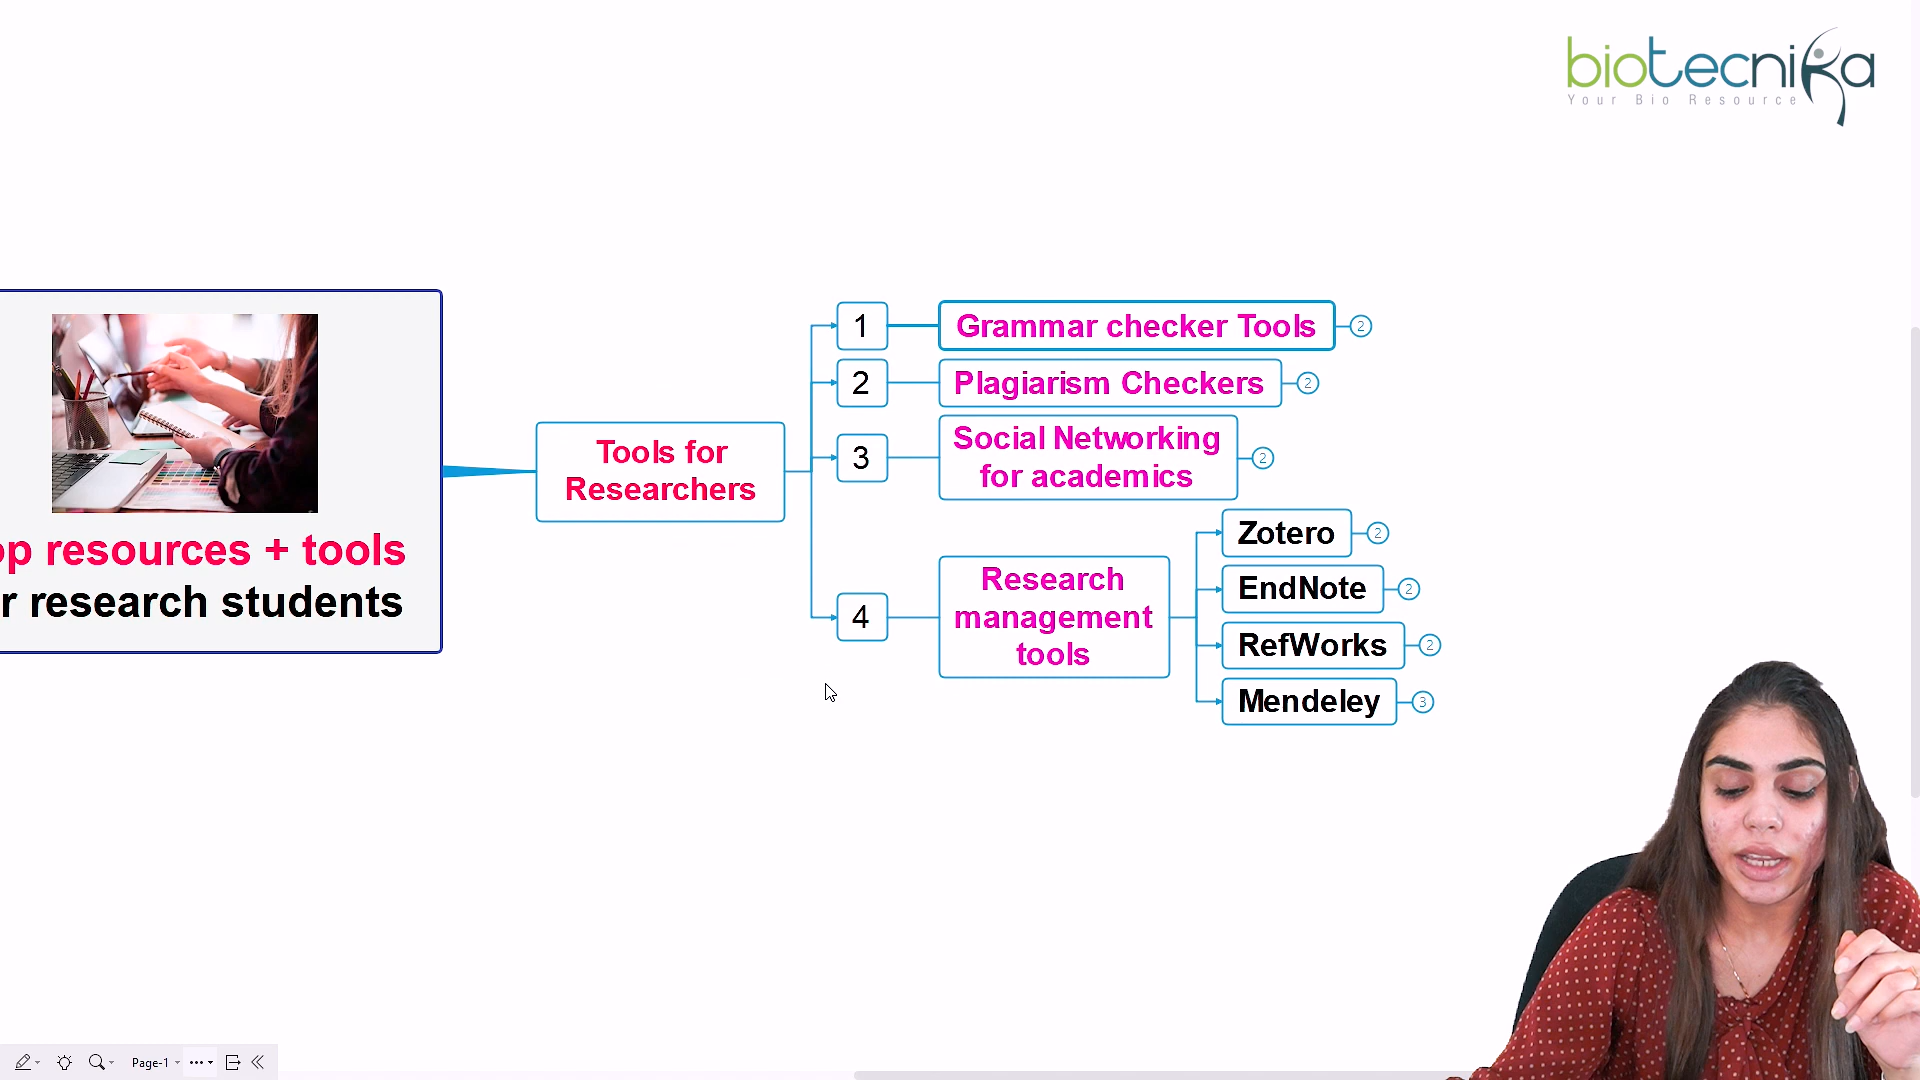 biotecnika
Your Bio Resource
1
Grammar checker Tools
2
2
Plagiarism Checkers
2
3
Social Networking
for academics
2
Tools for
Researchers
op resources + tools
r research students
4
Research
management
tools
Zotero
2
EndNote
2
RefWorks
2
Mendeley
3
Page-1